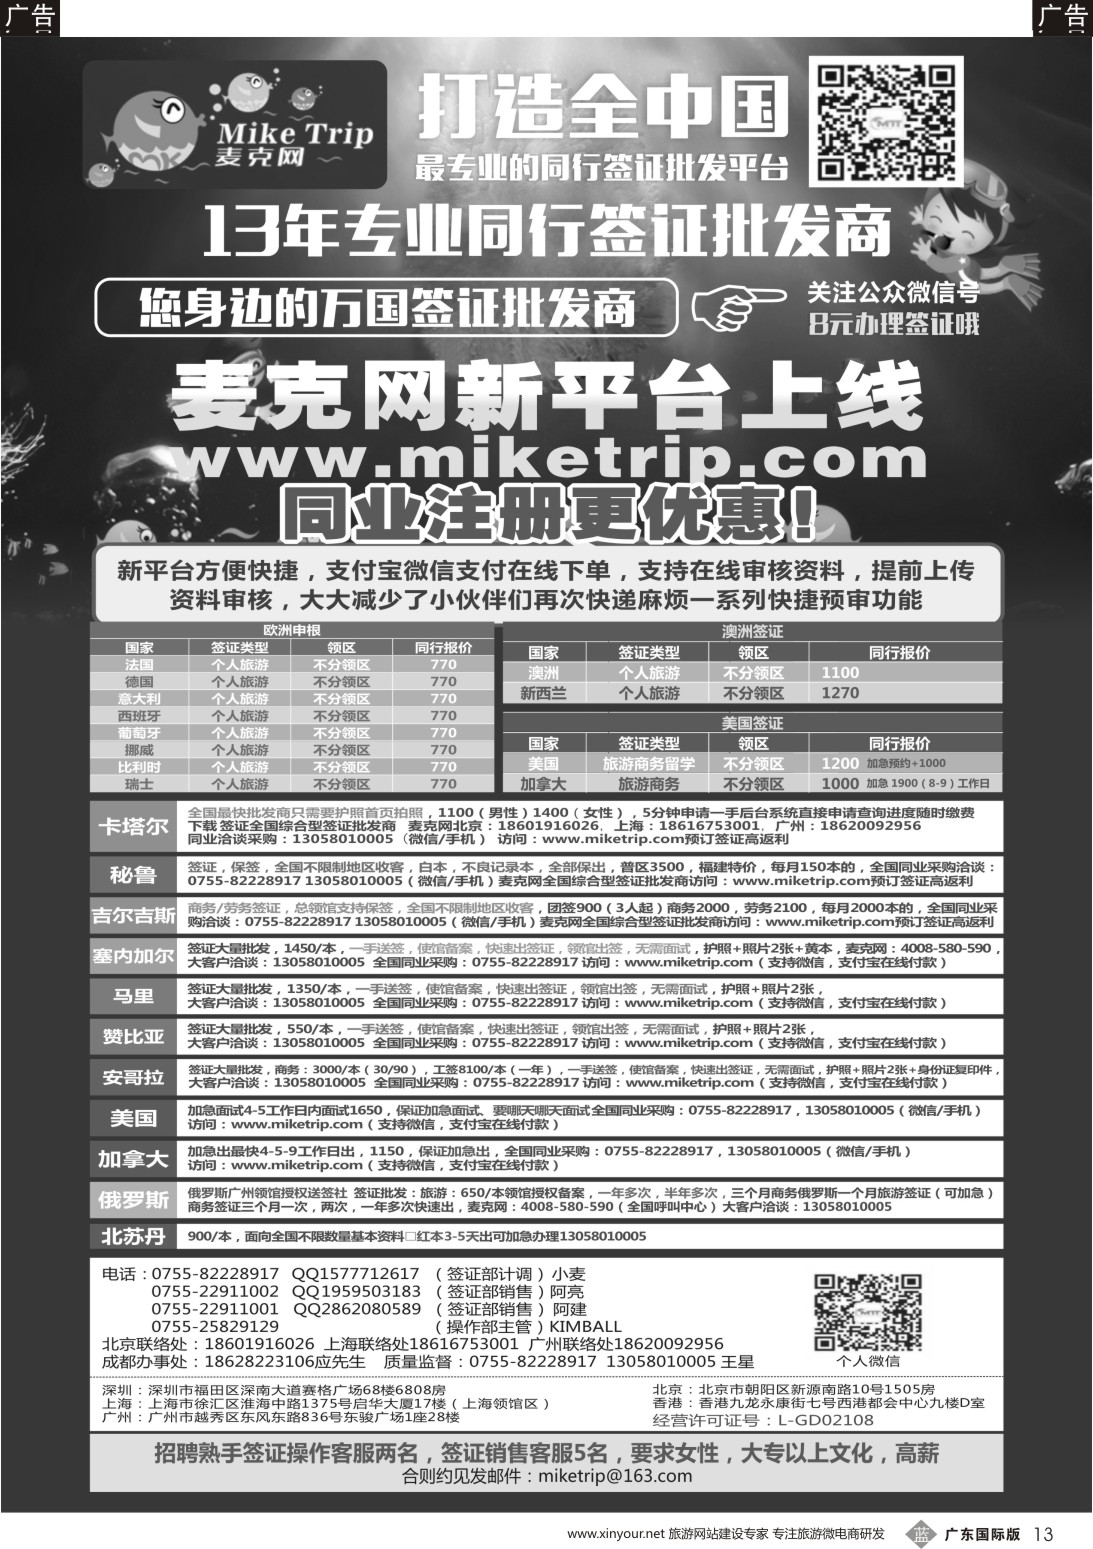 广告
广告
Mike Trip
麦克网
打造全中国
最专业的同行签证批发平台
13年专业同行签证批发商
您身边的万国签证批发商
关注公众微信号
8元办理签证哦
麦克网新平台上线
www.miketrip.com
同业注册更优惠!
新平台方便快捷，支付宝微信支付在线下单，支持在线审核资料，提前上传
资料审核，大大减少了小伙伴们再次快递麻烦一系列快捷预审功能
欧洲申根
国家 签证类型 领区 同行报价
法国 个人旅游 不分领区 770
德国 个人旅游 不分领区 770
意大利 个人旅游 不分领区 770
西班牙 个人旅游 不分领区 770
葡萄牙 个人旅游 不分领区 770
挪威 个人旅游 不分领区 770
比利时 个人旅游 不分领区 770
瑞士 个人旅游 不分领区 770
澳洲签证
国家 签证类型 领区 同行报价
澳洲 个人旅游 不分领区 1100
新西兰 个人旅游 不分领区 1270
美国签证
国家 签证类型 领区 同行报价
美国 旅游商务留学 不分领区 1200 加急预约+1000
加拿大 旅游商务 不分领区 1000 加急 1900（8-9）工作日
卡塔尔
全国最快批发商只需要护照首页拍照，1100（男性）1400（女性），5分钟申请一手后台系统直接申请查询进度随时缴费
下载 签证全国综合型签证批发商 麦克网北京：18601916026，上海：18616753001，广州：18620092956
同业洽谈采购：13058010005（微信/手机） 访问：www.miketrip.com预订签证高返利
秘鲁
签证，保签，全国不限制地区收客，白本，不良记录本，全部保出，普区3500，福建特价，每月150本的，全国同业采购洽谈：
0755-82228917 13058010005（微信/手机）麦克网全国综合型签证批发商访问：www.miketrip.com预订签证高返利
吉尔吉斯
商务/劳务签证，总领馆支持保签，全国不限制地区收客，团签900（3人起）商务2000，劳务2100，每月2000本的，全国同业采
购洽谈：0755-82228917 13058010005（微信/手机）麦克网全国综合型签证批发商访问：www.miketrip.com预订签证高返利
塞内加尔
签证大量批发，1450/本，一手送签，使馆备案，快速出签证，领馆出签，无需面试，护照+照片2张+黄本，麦克网：4008-580-590，
大客户洽谈：13058010005 全国同业采购：0755-82228917 访问：www.miketrip.com（支持微信，支付宝在线付款）
马里
签证大量批发，1350/本，一手送签，使馆备案，快速出签证，领馆出签，无需面试，护照+照片2张，
大客户洽谈：13058010005 全国同业采购：0755-82228917 访问：www.miketrip.com（支持微信，支付宝在线付款）
赞比亚
签证大量批发，550/本，一手送签，使馆备案，快速出签证，领馆出签，无需面试，护照+照片2张，
大客户洽谈：13058010005 全国同业采购：0755-82228917 访问：www.miketrip.com（支持微信，支付宝在线付款）
安哥拉
签证大量批发，商务：3000/本（30/90），工签8100/本（一年），一手送签，使馆备案，快速出签证，无需面试，护照+照片2张+身份证复印件，
大客户洽谈：13058010005 全国同业采购：0755-82228917 访问：www.miketrip.com（支持微信，支付宝在线付款）
美国
加急面试4-5工作日内面试1650，保证加急面试、要哪天哪天面试 全国同业采购：0755-82228917，13058010005（微信/手机）
访问：www.miketrip.com（支持微信，支付宝在线付款）
加拿大
加急出最快4-5-9工作日出，1150，保证加急出，全国同业采购：0755-82228917，13058010005（微信/手机）
访问：www.miketrip.com（支持微信，支付宝在线付款）
俄罗斯
俄罗斯广州领馆授权送签社 签证批发：旅游：650/本领馆授权备案，一年多次，半年多次，三个月商务俄罗斯一个月旅游签证（可加急）
商务签证三个月一次，两次，一年多次快速出，麦克网：4008-580-590（全国呼叫中心）大客户洽谈：13058010005
北苏丹
900/本，面向全国不限数量基本资料□红本3-5天出可加急办理13058010005
电话：0755-82228917 QQ1577712617 （签证部计调）小麦
0755-22911002 QQ1959503183 （签证部销售）阿亮
0755-22911001 QQ2862080589 （签证部销售）阿建
0755-25829129 （操作部主管）KIMBALL
北京联络处：18601916026 上海联络处18616753001 广州联络处18620092956
成都办事处：18628223106应先生 质量监督：0755-82228917 13058010005 王星
个人微信
深圳：深圳市福田区深南大道赛格广场68楼6808房
上海：上海市徐汇区淮海中路1375号启华大厦17楼（上海领馆区）
广州：广州市越秀区东风东路836号东骏广场1座28楼
北京：北京市朝阳区新源南路10号1505房
香港：香港九龙永康街七号西港都会中心九楼D室
经营许可证号：L-GD02108
招聘熟手签证操作客服两名，签证销售客服5名，要求女性，大专以上文化，高薪
合则约见发邮件：miketrip@163.com
www.xinyour.net 旅游网站建设专家 专注旅游微电商研发 蓝 广东国际版 13